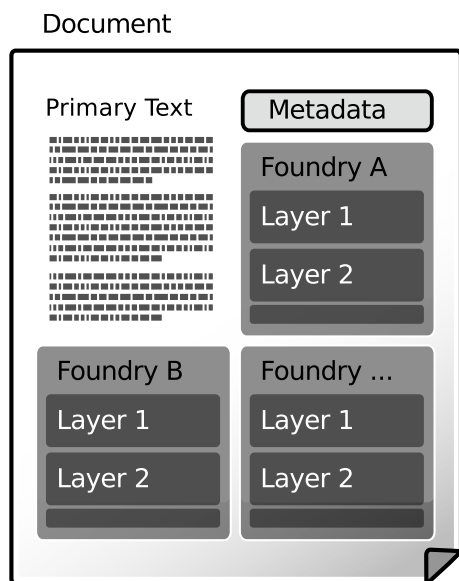 Document
Primary Text
Metadata
Foundry A
Layer 1
Layer 2
Foundry B
Layer 1
Layer 2
Foundry ...
Layer 1
Layer 2